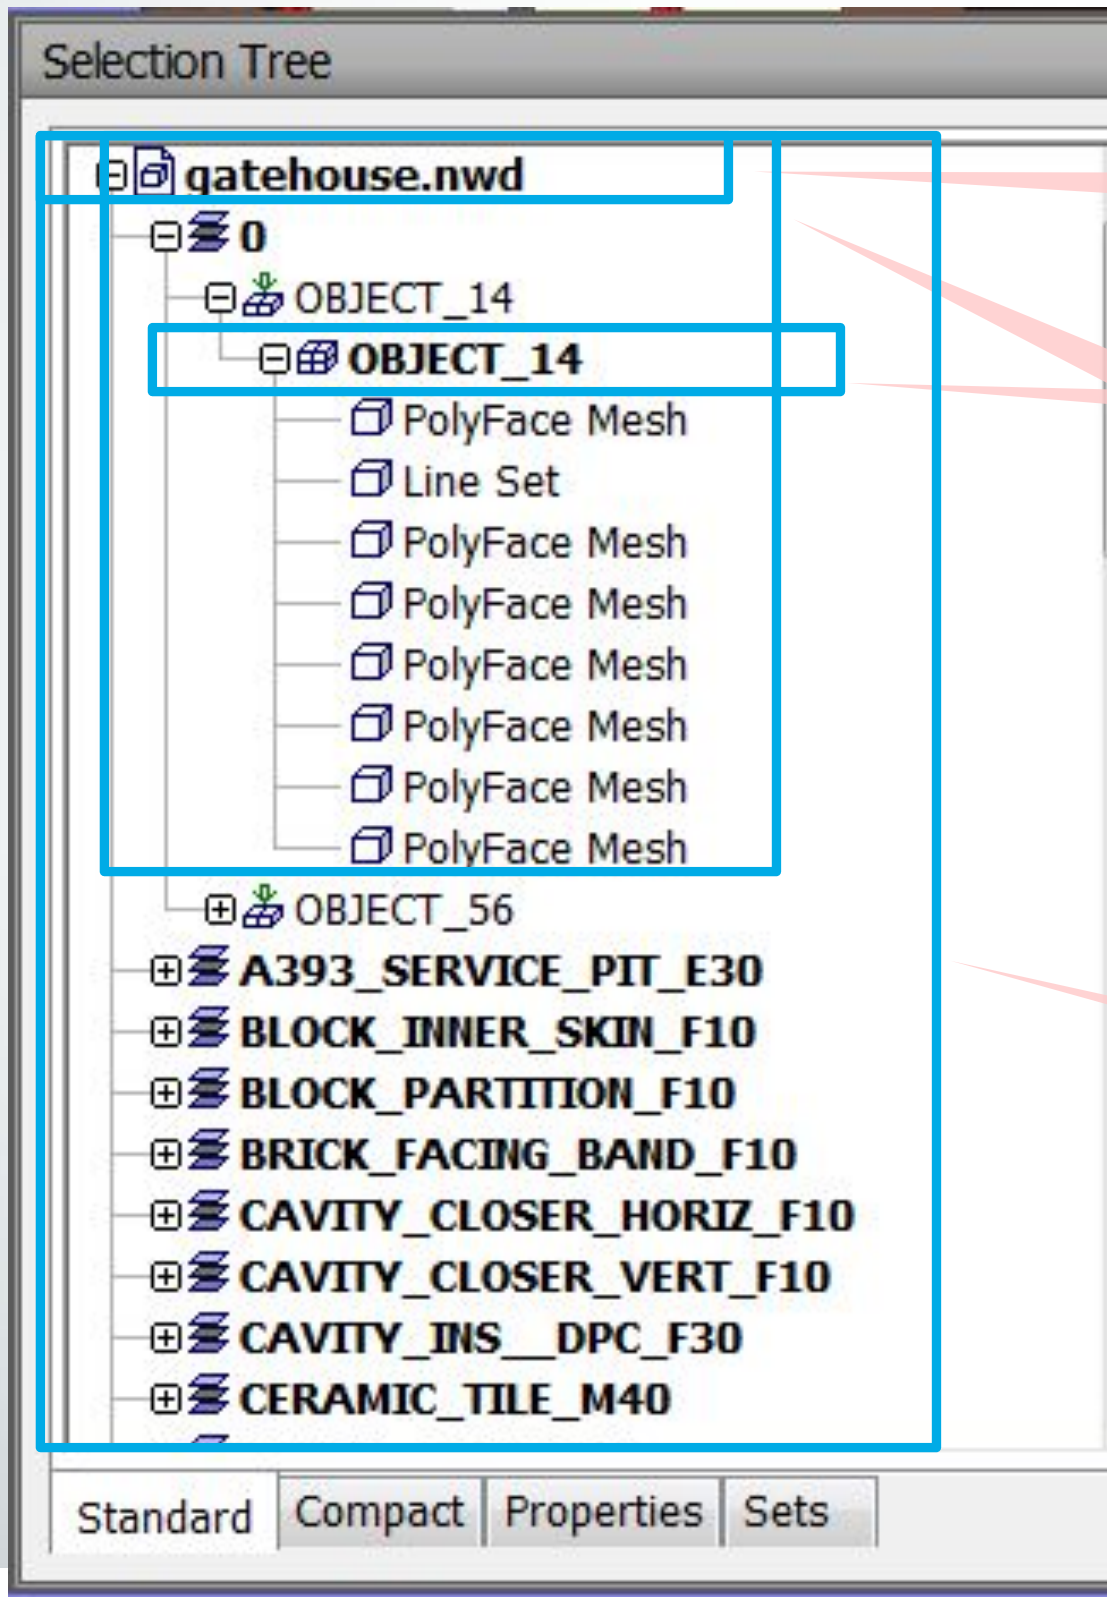 Selection Tree
gatehouse.nwd
0
OBJECT_14
OBJECT_14
PolyFace Mesh
Line Set
PolyFace Mesh
PolyFace Mesh
PolyFace Mesh
PolyFace Mesh
PolyFace Mesh
PolyFace Mesh
OBJECT_56
A393_SERVICE_PIT_E30
BLOCK_INNER_SKIN_F10
BLOCK_PARTITION_F10
BRICK_FACING_BAND_F10
CAVITY_CLOSER_HORIZ_F10
CAVITY_CLOSER_VERT_F10
CAVITY_INS__DPC_F30
CERAMIC_TILE_M40
Standard Compact Properties Sets